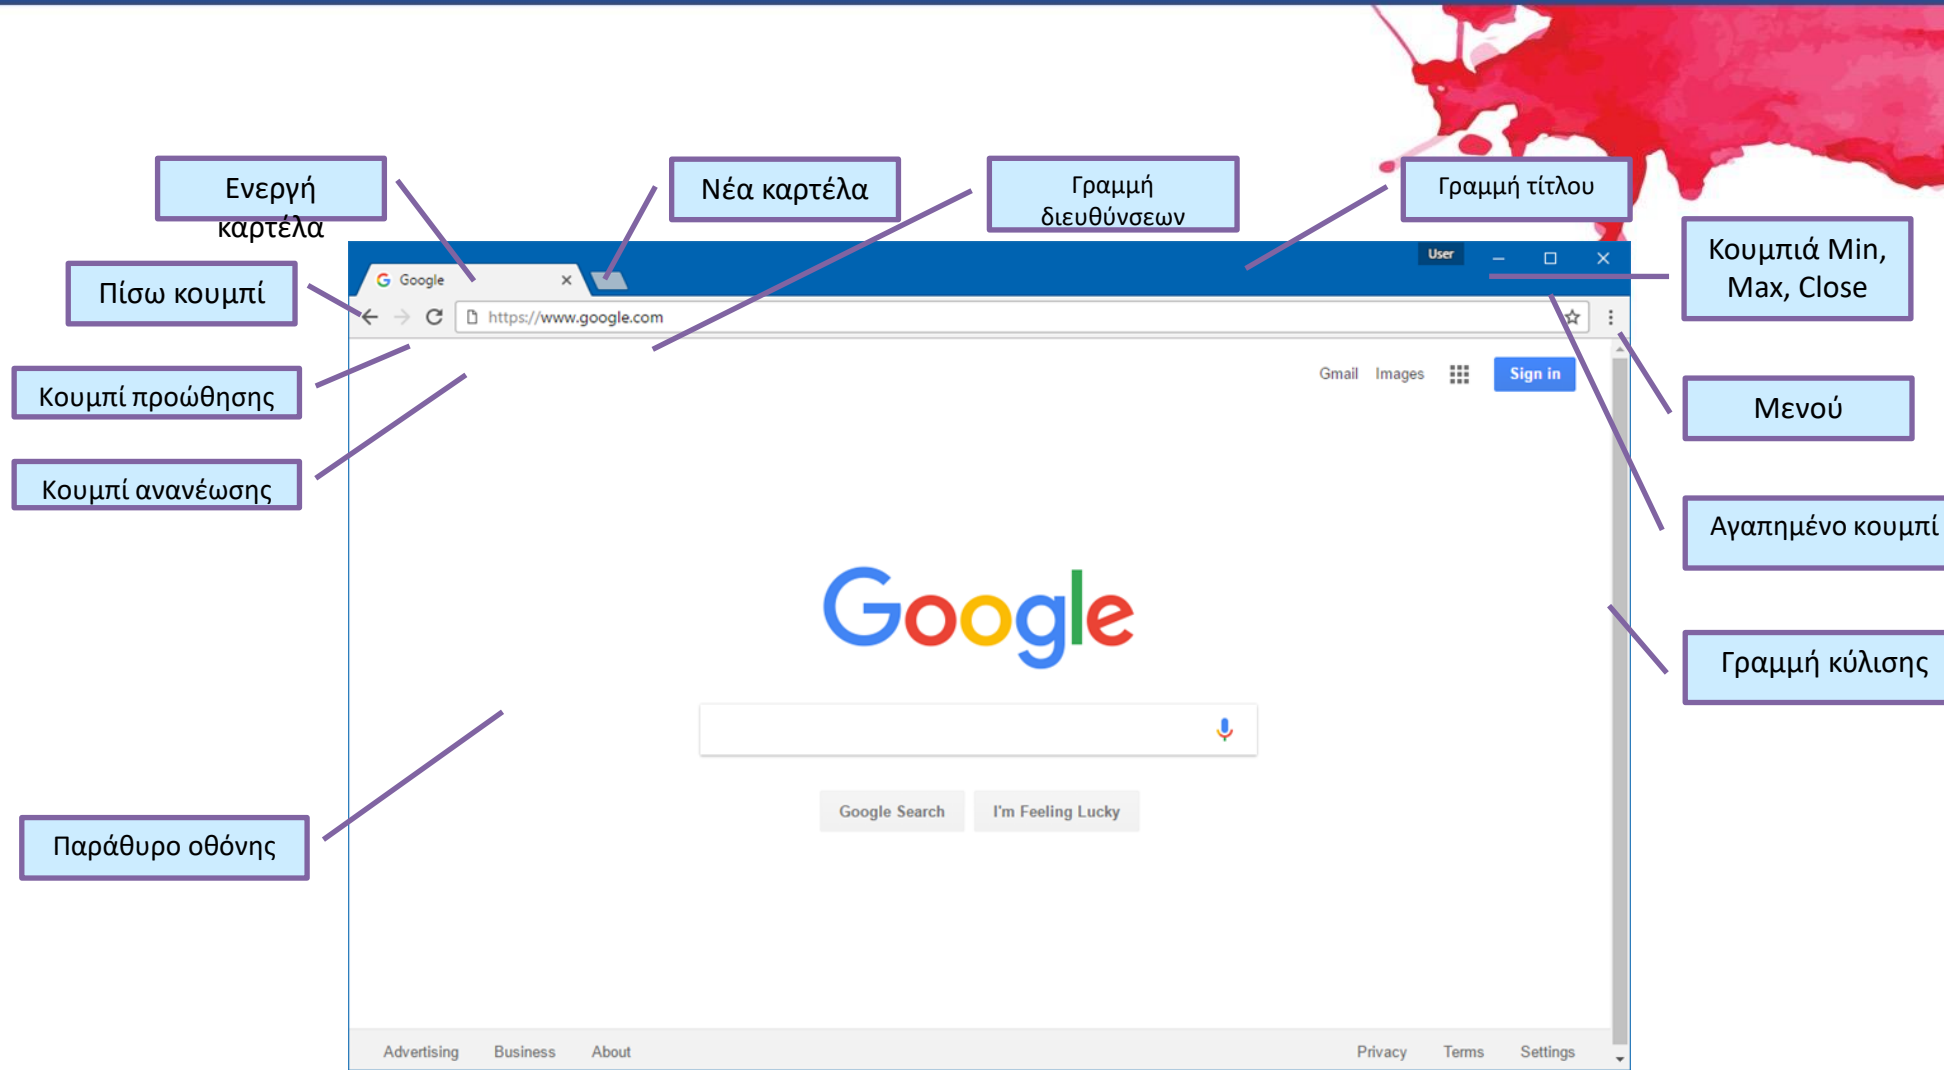 Ενεργή
καρτέλα
Νέα καρτέλα
Γραμμή
διευθύνσεων
Γραμμή τίτλου
Κουμπιά Min,
Max, Close
Πίσω κουμπί
User
Google
https://www.google.com
Gmail Images
Sign in
Κουμπί προώθησης
Μενού
Κουμπί ανανέωσης
Αγαπημένο κουμπί
Google
Γραμμή κύλισης
Google Search
I'm Feeling Lucky
Παράθυρο οθόνης
Advertising Business About
Privacy Terms Settings